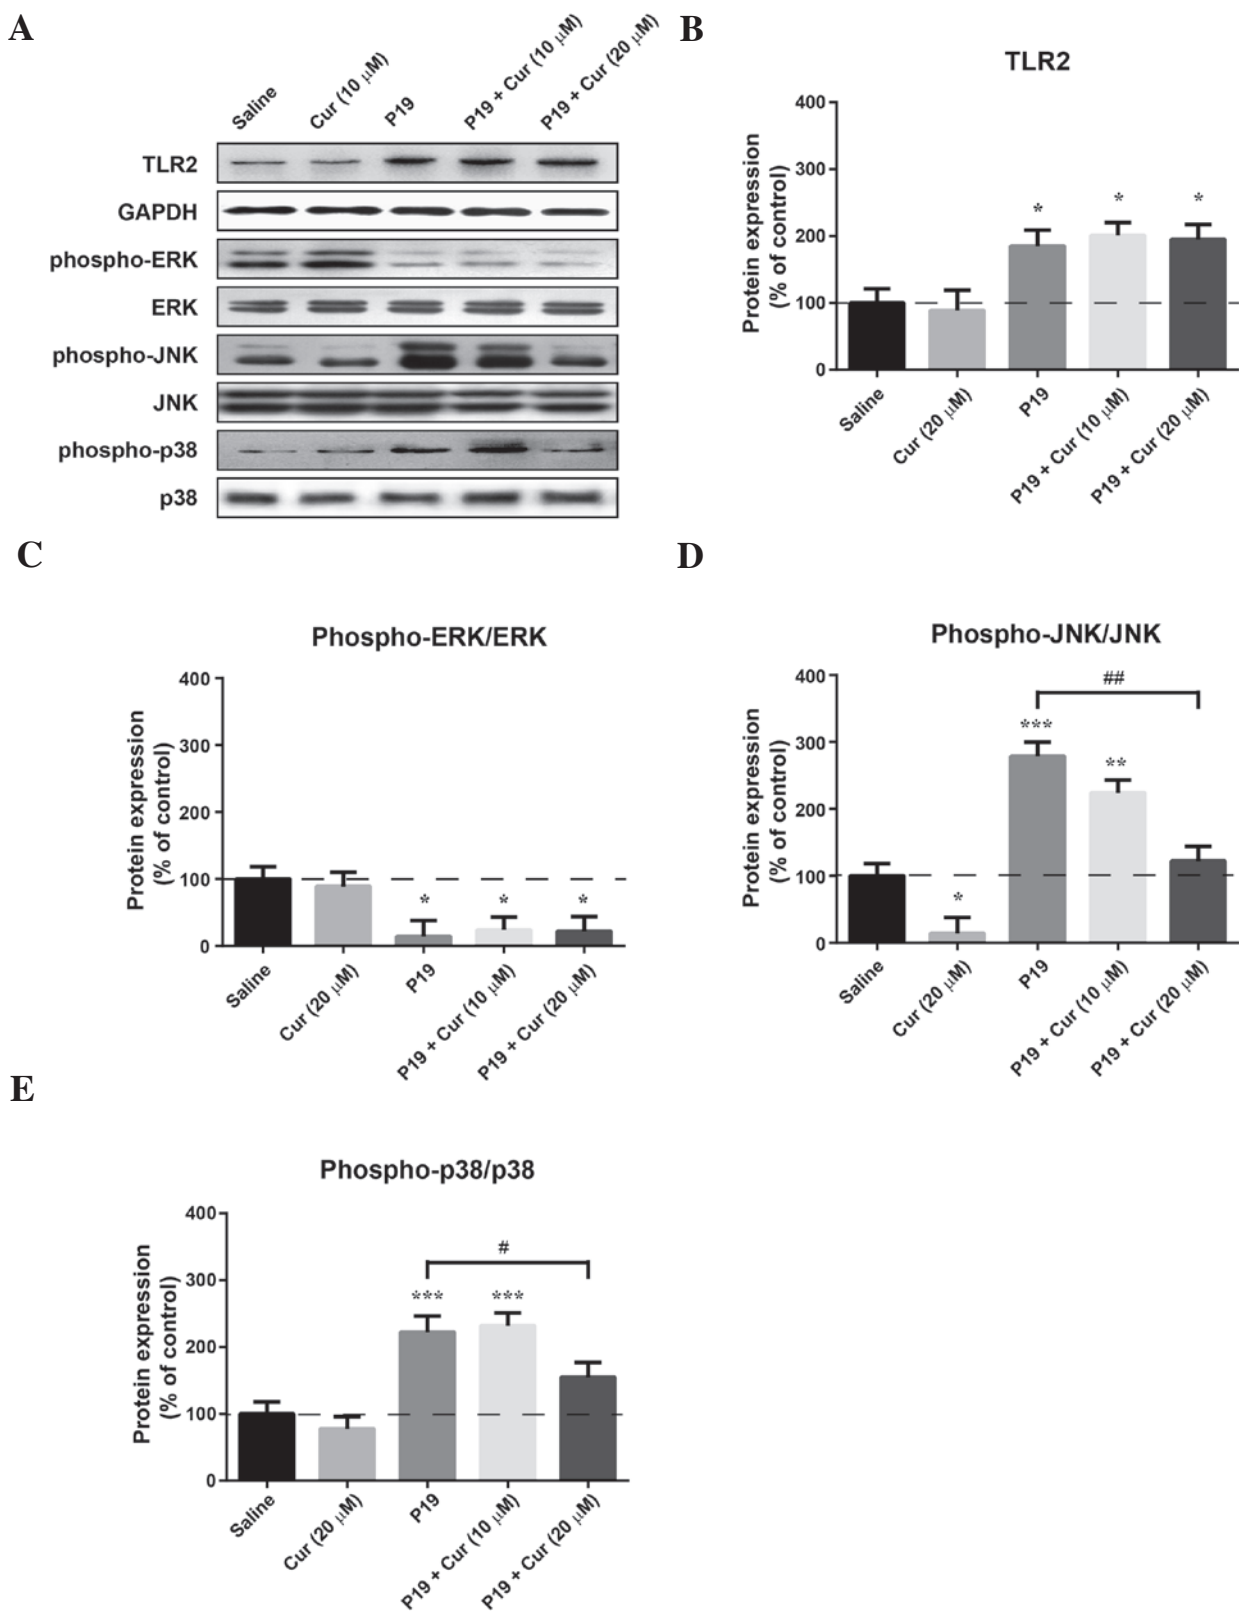 A
Saline
Cur (10 μM)
P19
P19 + Cur (10 μM)
P19 + Cur (20 μM)
TLR2
GAPDH
phospho-ERK
ERK
phospho-JNK
JNK
phospho-p38
p38
B
TLR2
Protein expression
(% of control)
400
300
200
100
0
*
*
*
Saline
Cur (20 μM)
P19
P19 + Cur (10 μM)
P19 + Cur (20 μM)
C
Phospho-ERK/ERK
Protein expression
(% of control)
400
300
200
100
0
*
*
*
Saline
Cur (20 μM)
P19
P19 + Cur (10 μM)
P19 + Cur (20 μM)
D
Phospho-JNK/JNK
Protein expression
(% of control)
400
300
200
100
0
*
***
**
##
Saline
Cur (20 μM)
P19
P19 + Cur (10 μM)
P19 + Cur (20 μM)
E
Phospho-p38/p38
Protein expression
(% of control)
400
300
200
100
0
***
***
#
Saline
Cur (20 μM)
P19
P19 + Cur (10 μM)
P19 + Cur (20 μM)